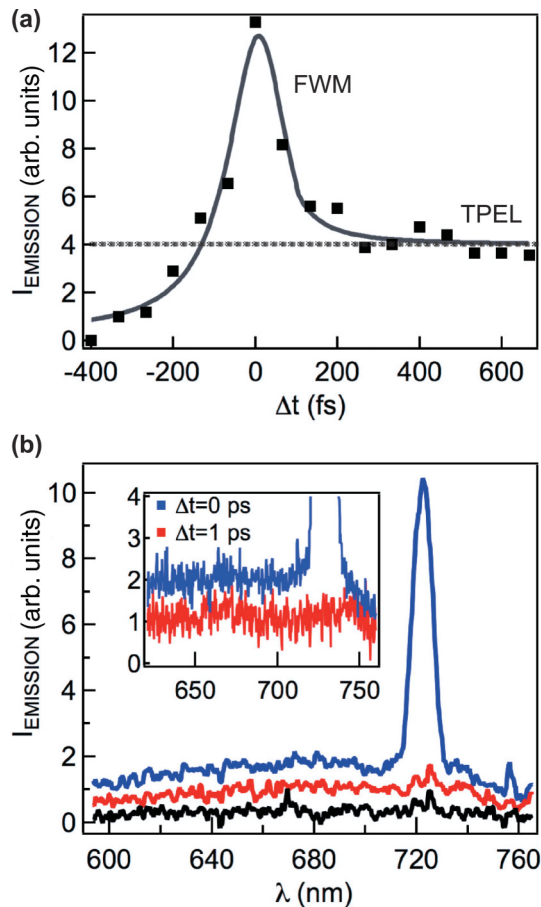 (a)
I_EMISSION (arb. units)
12
10
8
6
4
2
0
FWM
TPEL
-400 -200 0 200 400 600
Δt (fs)
(b)
I_EMISSION (arb. units)
10
8
6
4
2
0
4
3
2
1
Δt=0 ps
Δt=1 ps
650 700 750
600 640 680 720 760
λ (nm)